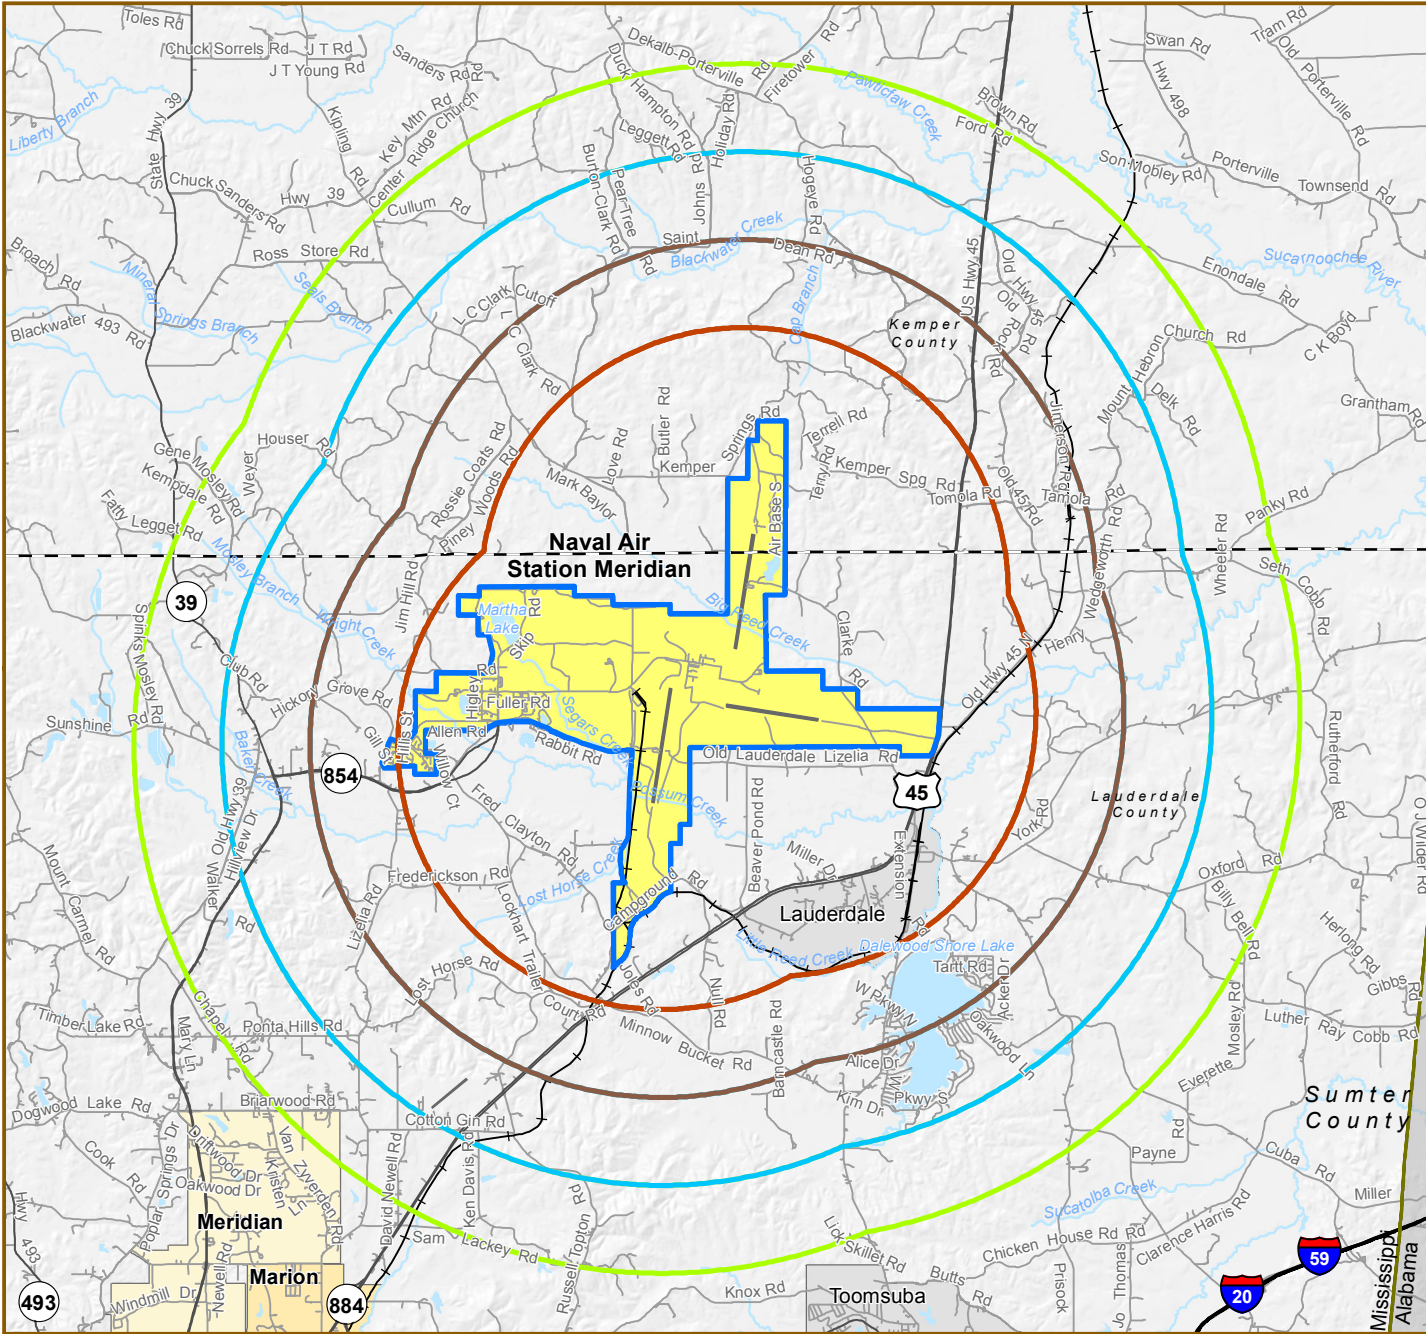 Toles Rd
Chuck Sorrels Rd
J T Rd
J T Young Rd
Sanders Rd
Dekalb-Porterville Rd
Firetower Rd
Duck
Hampton Rd
Leggett Rd
Holiday Rd
Pawticfaw Creek
Brown Rd
Ford Rd
Swan Rd
Hwy 498
Tram Rd
Old Porterville Rd
Son-Mobley Rd
Porterville
Townsend Rd
Liberty Branch
State Hwy 39
Kipling Rd
Key Mtn Rd
Center Ridge Church Rd
Chuck Sanders Rd
Hwy 39
Cullum Rd
Burton-Clark Rd
Pear Tree Rd
Saint Johns Rd
Hogeye Rd
Blackwater Creek
Dean Rd
Cap Branch
Broach Rd
Ross Store Rd
Mineral Springs Branch
Seals Branch
Blackwater 493 Rd
L C Clark Cutoff
L C Clark Rd
Kemper
County
US Hwy 45
Old Hwy 45
Old Rock Rd
Sucarnoochee River
Enondale Rd
Church Rd
C K Boyd
Mount Hebron
Delk Rd
Grantham Rd
Jimerson Rd
Houser Rd
Gene Mosley Rd
Weyer
Kempdale Rd
Fatty Legget Rd
Rossie Coats Rd
Piney Woods Rd
Love Rd
Butler Rd
Mark Baylor
Kemper Springs Rd
Terrell Rd
Terry Rd
Kemper Spg Rd
Tomola Rd
Old 45 Rd
Tamola Rd
Wedgeworth Rd
Panky Rd
Wheeler Rd
Seth Cobb Rd
Naval Air
Station Meridian
Air Base S
Mosley Branch
Wright Creek
Jim Hill Rd
39
Martha
Lake
Skip Rd
Big Reed Creek
Clarke Rd
Old Hwy 45 N
Henry
Spinks Mosley Rd
Club Rd
Hickory Grove Rd
Sunshine Rd
Baker Creek
Gill St
Hillis St
J Higley Rd
Fuller Rd
Allen Rd
Willow Ct
Rabbit Rd
Segars Creek
Old Lauderdale Lizelia Rd
Possum Creek
854
45
Lauderdale
County
Rutherford Rd
O J Wilder Rd
Old Hwy 39
Hillview Dr
Walker Rd
Fred Clayton Rd
Lost Horse Creek
Campground Rd
Beaver Pond Rd
Miller Dr
Extension Rd
York Rd
Oxford Rd
Billy Bell Rd
Herlong Rd
Gibbs Rd
Mount Carmel Rd
Frederickson Rd
Lizelia Rd
Lockhart Trailer Court Rd
Lauderdale
Little Reed Creek
Dalewood Shore Lake
Tartt Rd
Acker Dr
Lost Horse Rd
Joles Rd
Null Rd
W Pkwy N
Oakwood Ln
Timber Lake Rd
Chapel Rd
Mary Ln
Ponta Hills Rd
Minnow Bucket Rd
Barncastle Rd
Alice Dr
Kim Dr
W Pkwy S
Mosley Rd
Everette
Luther Ray Cobb Rd
Sumter
County
Dogwood Lake Rd
Briarwood Rd
Cotton Gin Rd
Cook Rd
Poplar Springs Dr
Driftwood Dr
Oakwood Dr
Kristen Ln
Van Zyverden Rd
David Newell Rd
Ken Davis Rd
Payne Rd
Cuba Rd
Miller
Sucatolba Creek
Clarence Harris Rd
Meridian
Sam Lackey Rd
Russell Topton Rd
Lick Skillet Rd
Chicken House Rd Rd
Hwy 493
Newell Rd
Marion
Windmill Dr
493
884
Knox Rd
Toomsuba
Butts Rd
Prisock
Jo Thomas
20
59
Mississippi
Alabama